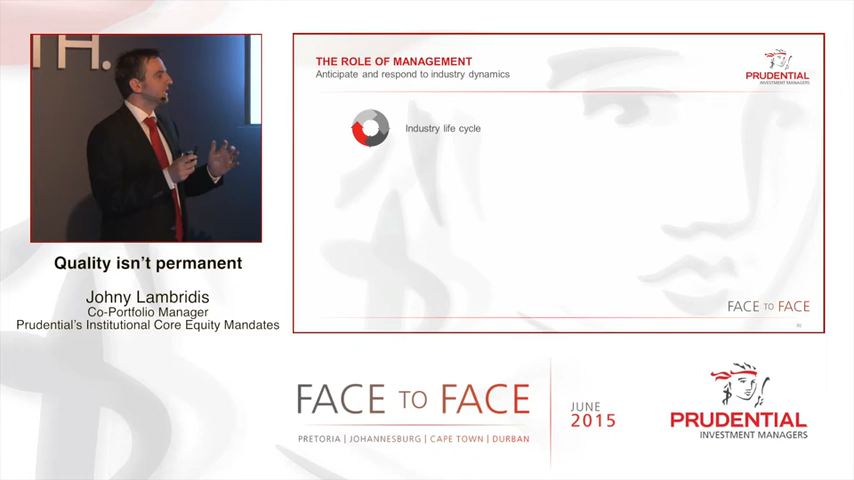 TH.
THE ROLE OF MANAGEMENT
Anticipate and respond to industry dynamics
PRUDENTIAL
INVESTMENT MANAGERS
Industry life cycle
FACE TO FACE
Quality isn't permanent
Johny Lambridis
Co-Portfolio Manager
Prudential's Institutional Core Equity Mandates
FACE TO FACE
PRETORIA | JOHANNESBURG | CAPE TOWN | DURBAN
JUNE
2015
PRUDENTIAL
INVESTMENT MANAGERS